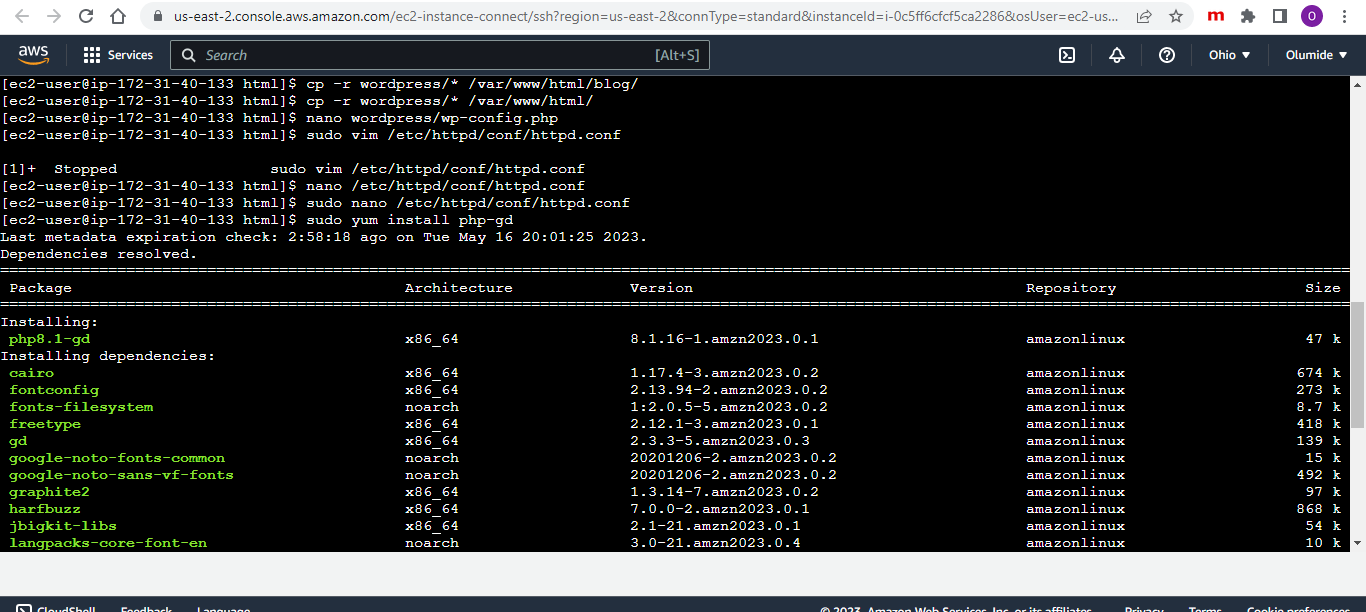 us-east-2.console.aws.amazon.com/ec2-instance-connect/ssh?region=us-east-2&connType=standard&instanceId=i-0c5ff6cfcf5ca2286&osUser=ec2-us...
m
O
aws Services Search [Alt+S] Ohio Olumide
[ec2-user@ip-172-31-40-133 html]$ cp -r wordpress/* /var/www/html/blog/
[ec2-user@ip-172-31-40-133 html]$ cp -r wordpress/* /var/www/html/
[ec2-user@ip-172-31-40-133 html]$ nano wordpress/wp-config.php
[ec2-user@ip-172-31-40-133 html]$ sudo vim /etc/httpd/conf/httpd.conf
[1]+  Stopped                 sudo vim /etc/httpd/conf/httpd.conf
[ec2-user@ip-172-31-40-133 html]$ nano /etc/httpd/conf/httpd.conf
[ec2-user@ip-172-31-40-133 html]$ sudo nano /etc/httpd/conf/httpd.conf
[ec2-user@ip-172-31-40-133 html]$ sudo yum install php-gd
Last metadata expiration check: 2:58:18 ago on Tue May 16 20:01:25 2023.
Dependencies resolved.
Package Architecture Version Repository Size
Installing:
php8.1-gd x86_64 8.1.16-1.amzn2023.0.1 amazonlinux 47 k
Installing dependencies:
cairo x86_64 1.17.4-3.amzn2023.0.2 amazonlinux 674 k
fontconfig x86_64 2.13.94-2.amzn2023.0.2 amazonlinux 273 k
fonts-filesystem noarch 1:2.0.5-5.amzn2023.0.2 amazonlinux 8.7 k
freetype x86_64 2.12.1-3.amzn2023.0.1 amazonlinux 418 k
gd x86_64 2.3.3-5.amzn2023.0.3 amazonlinux 139 k
google-noto-fonts-common noarch 20201206-2.amzn2023.0.2 amazonlinux 15 k
google-noto-sans-vf-fonts noarch 20201206-2.amzn2023.0.2 amazonlinux 492 k
graphite2 x86_64 1.3.14-7.amzn2023.0.2 amazonlinux 97 k
harfbuzz x86_64 7.0.0-2.amzn2023.0.1 amazonlinux 868 k
jbigkit-libs x86_64 2.1-21.amzn2023.0.1 amazonlinux 54 k
langpacks-core-font-en noarch 3.0-21.amzn2023.0.4 amazonlinux 10 k
CloudShell Feedback Language © 2023, Amazon Web Services, Inc. or its affiliates. Privacy Terms Cookie preferences